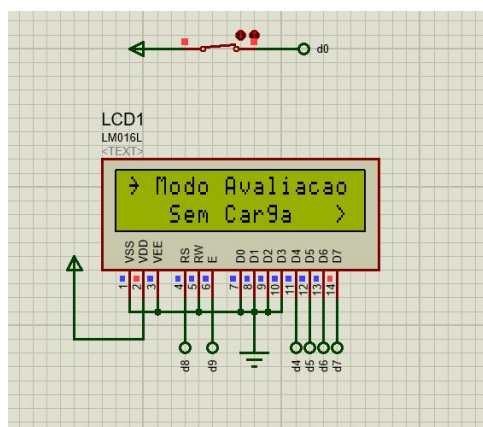 d0
LCD1
LM016L
<TEXT>
→ Modo Avaliacao
Sem Carga >
VSS VDD VEE RS RW E D0 D1 D2 D3 D4 D5 D6 D7
1 2 3 4 5 6 7 8 9 10 11 12 13 14
d8 d9 d4 d5 d6 d7